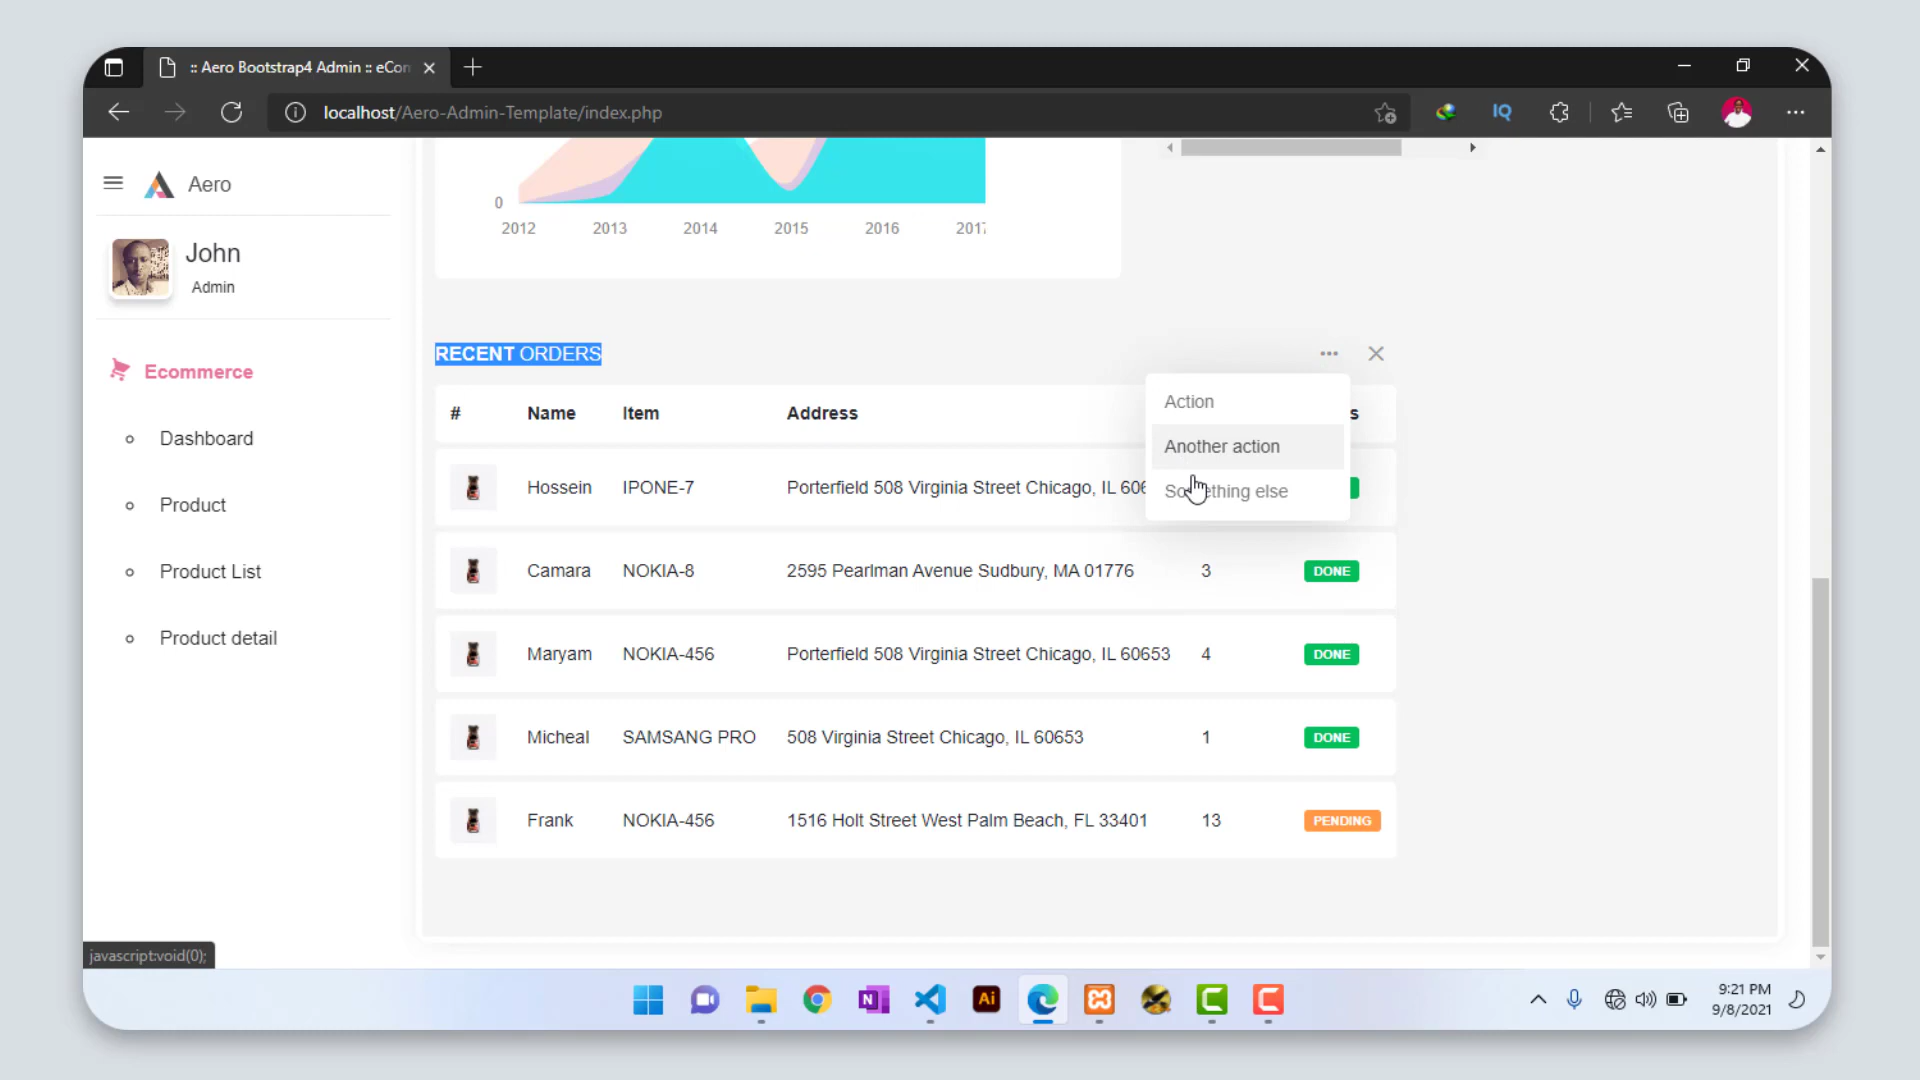 :: Aero Bootstrap4 Admin :: eCon
localhost/Aero-Admin-Template/index.php
IQ
Aero
John
Admin
Ecommerce
Dashboard
Product
Product List
Product detail
0
2012 2013 2014 2015 2016 2017
RECENT ORDERS
# Name Item Address s
Action
Another action
Something else
Hossein IPONE-7 Porterfield 508 Virginia Street Chicago, IL 606
Camara NOKIA-8 2595 Pearlman Avenue Sudbury, MA 01776 3 DONE
Maryam NOKIA-456 Porterfield 508 Virginia Street Chicago, IL 60653 4 DONE
Micheal SAMSANG PRO 508 Virginia Street Chicago, IL 60653 1 DONE
Frank NOKIA-456 1516 Holt Street West Palm Beach, FL 33401 13 PENDING
javascript:void(0);
N
Ai
9:21 PM
9/8/2021